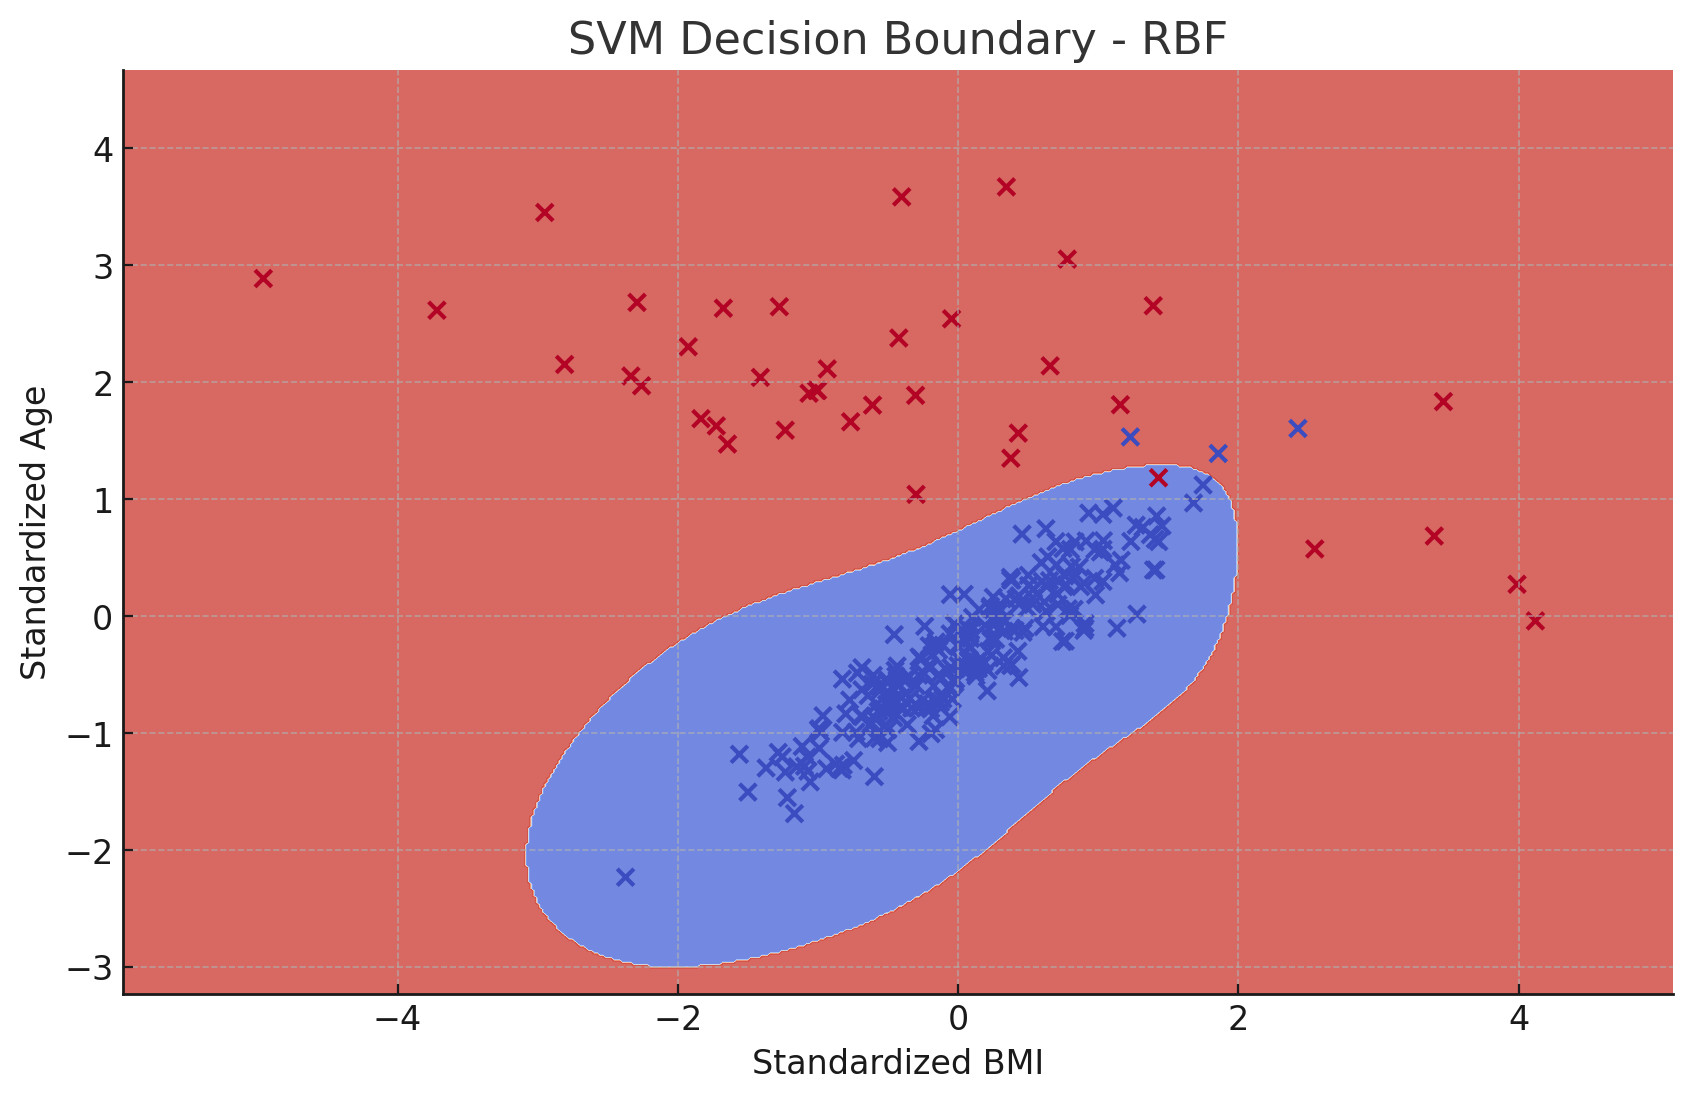 SVM Decision Boundary - RBF
Standardized Age
4
3
2
1
0
−1
−2
−3
−4 −2 0 2 4
Standardized BMI